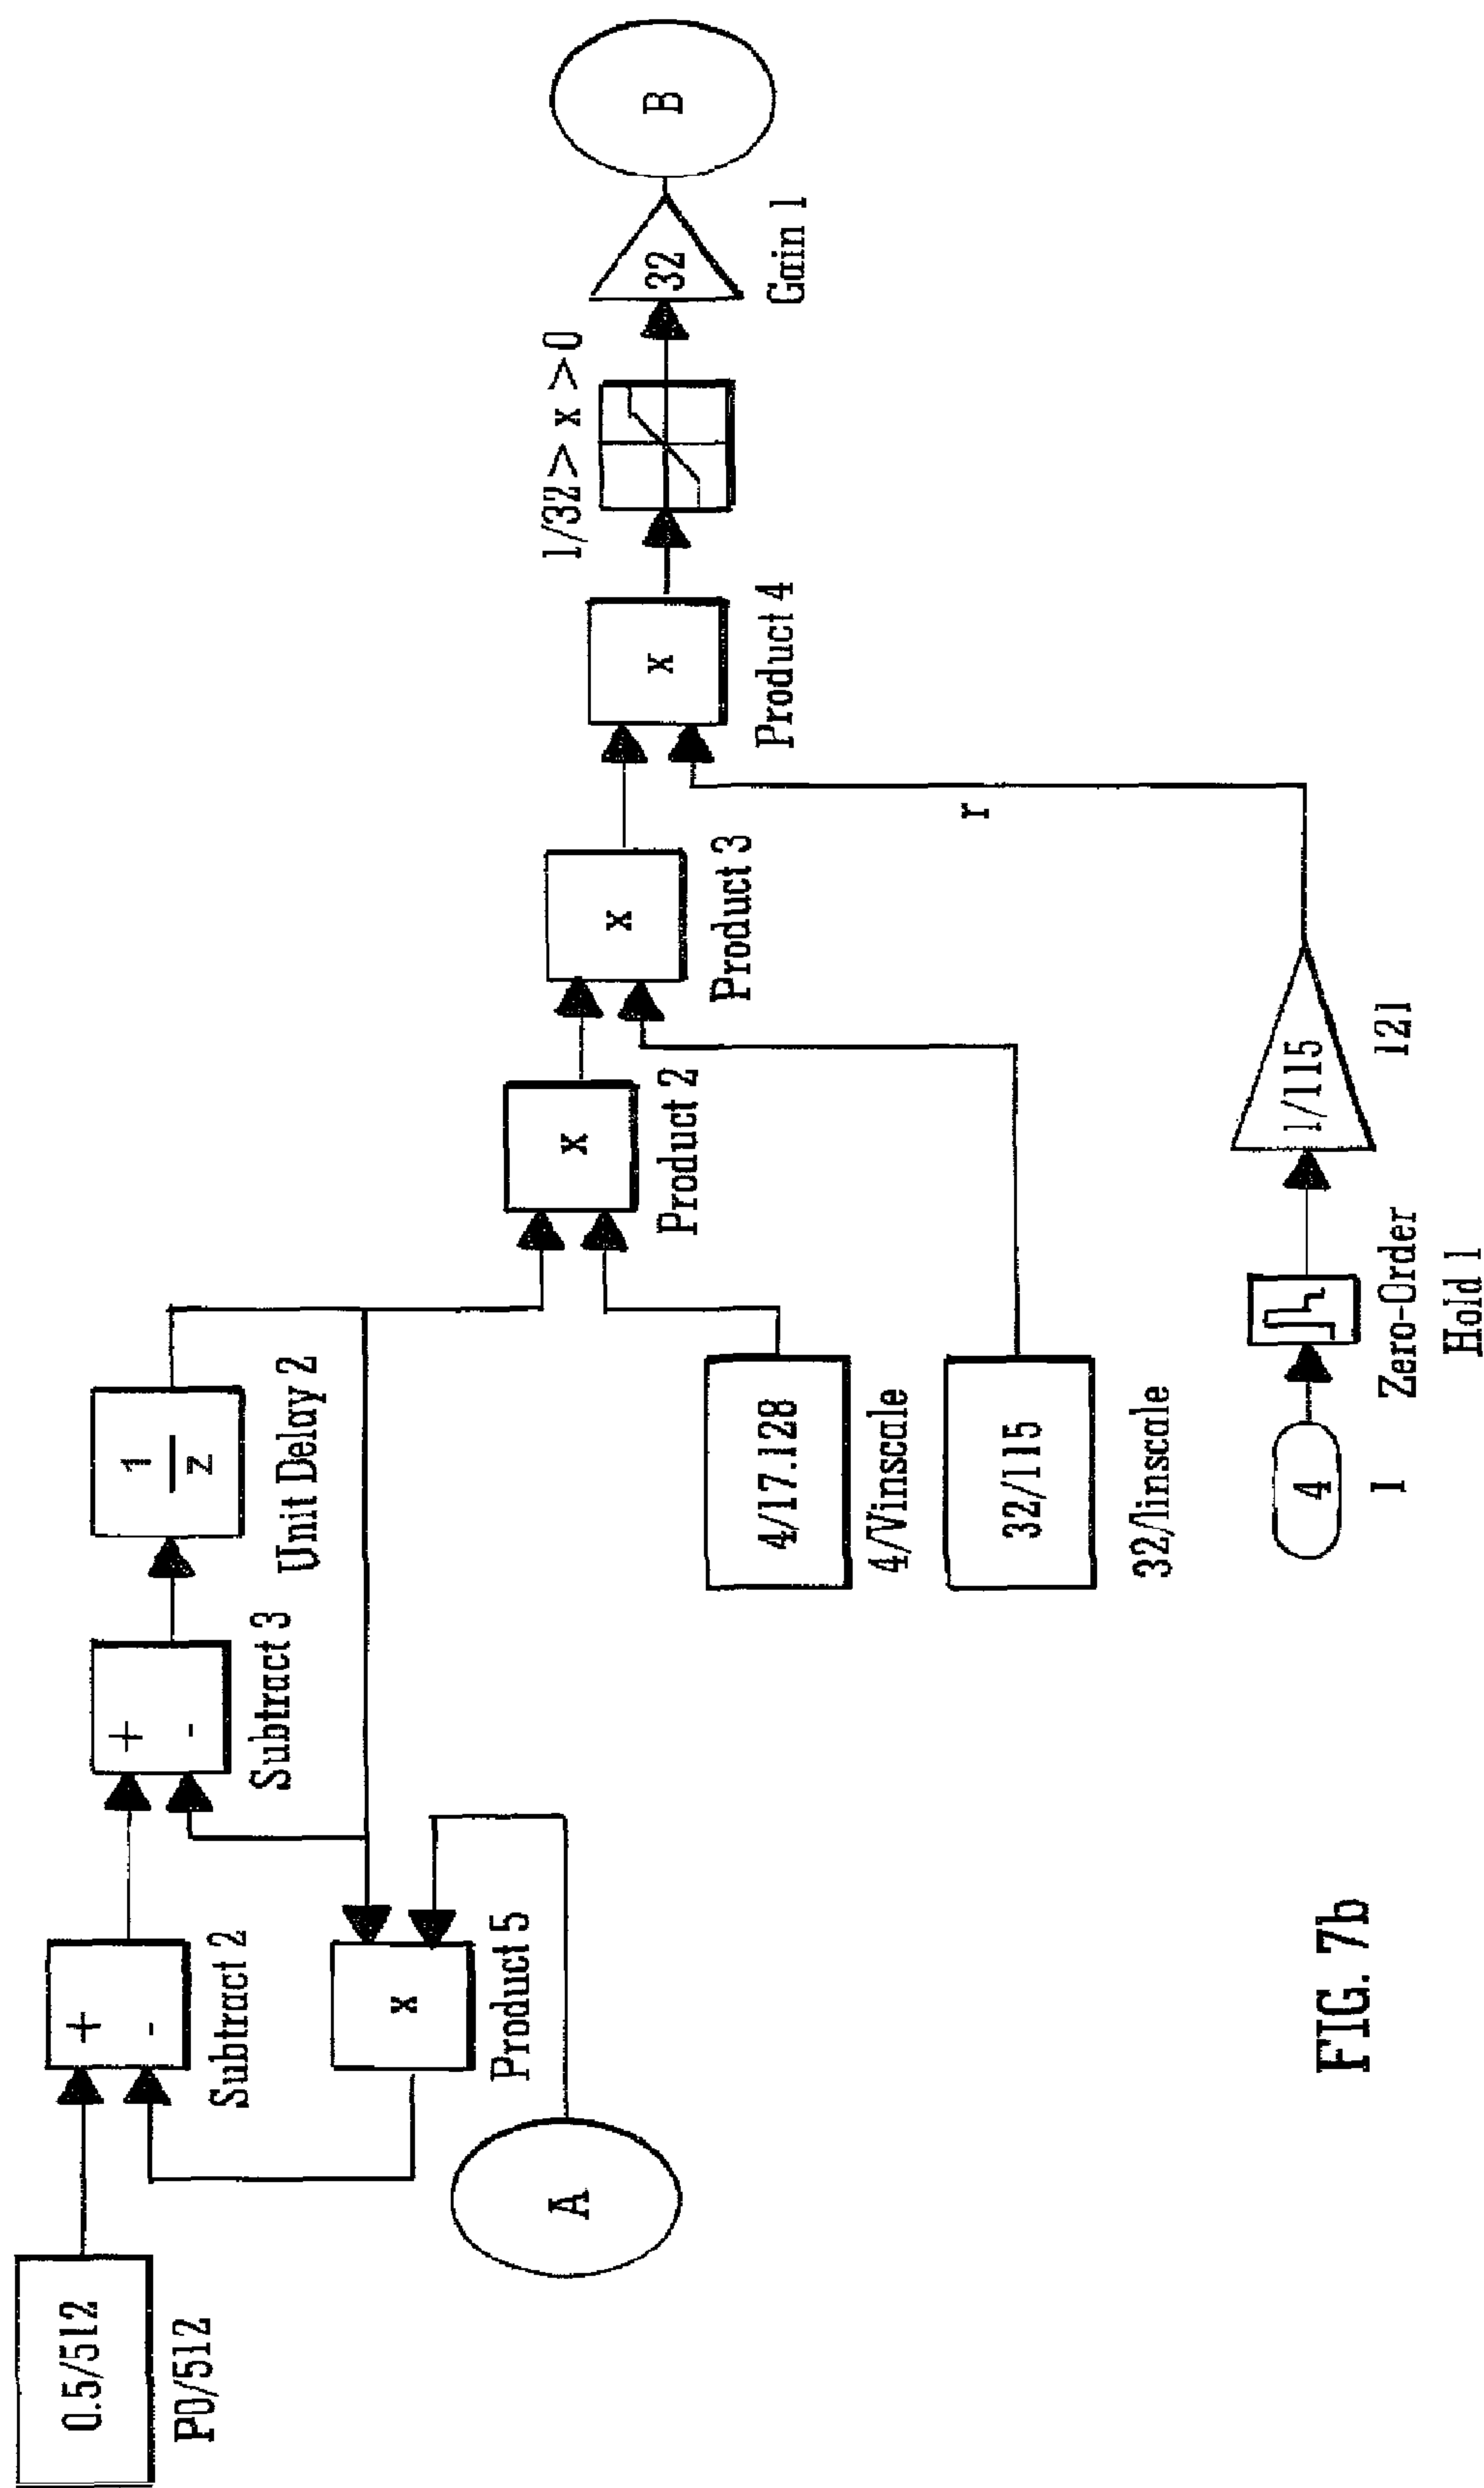 0.5/512
P0/512
+
-
Subtract 2
+
-
Subtract 3
1
z
Unit Delay 2
x
Product 5
A
4/17.128
4/Vinscale
32/115
32/Iinscale
4
I
Zero-Order
Hold 1
1/115
121
r
x
Product 2
x
Product 3
x
Product 4
1/32 > x > 0
32
Gain 1
B
FIG. 7b